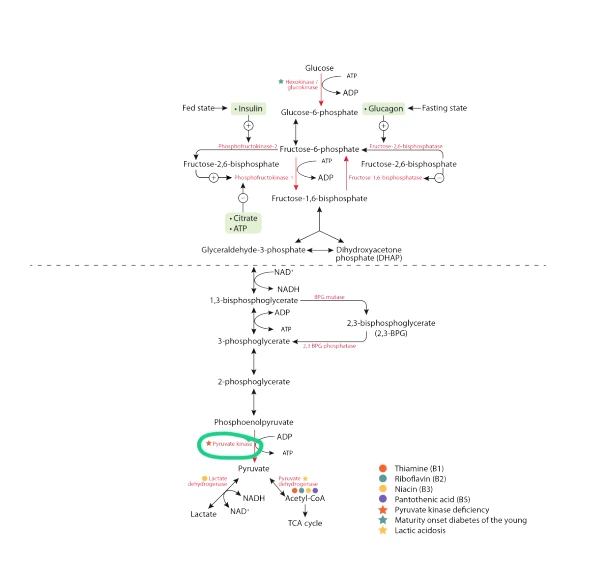 Glucose
Hexokinase / glucokinase
ATP
ADP
Glucose-6-phosphate
Fed state
• Insulin
• Glucagon
Fasting state
+
+
Phosphofructokinase-2
Fructose-6-phosphate
Fructose-2,6-bisphosphatase
Fructose-2,6-bisphosphate
ATP
ADP
Fructose-2,6-bisphosphate
+
Phosphofructokinase-1
Fructose 1,6-bisphosphatase
−
−
Fructose-1,6-bisphosphate
• Citrate
• ATP
Glyceraldehyde-3-phosphate
Dihydroxyacetone
phosphate (DHAP)
NAD⁺
NADH
1,3-bisphosphoglycerate
BPG mutase
ADP
ATP
2,3-bisphosphoglycerate
(2,3-BPG)
3-phosphoglycerate
2,3 BPG phosphatase
2-phosphoglycerate
Phosphoenolpyruvate
Pyruvate kinase
ADP
ATP
Pyruvate
Lactate
dehydrogenase
Pyruvate
dehydrogenase
NADH
NAD⁺
Lactate
Acetyl-CoA
TCA cycle
Thiamine (B1)
Riboflavin (B2)
Niacin (B3)
Pantothenic acid (B5)
Pyruvate kinase deficiency
Maturity onset diabetes of the young
Lactic acidosis